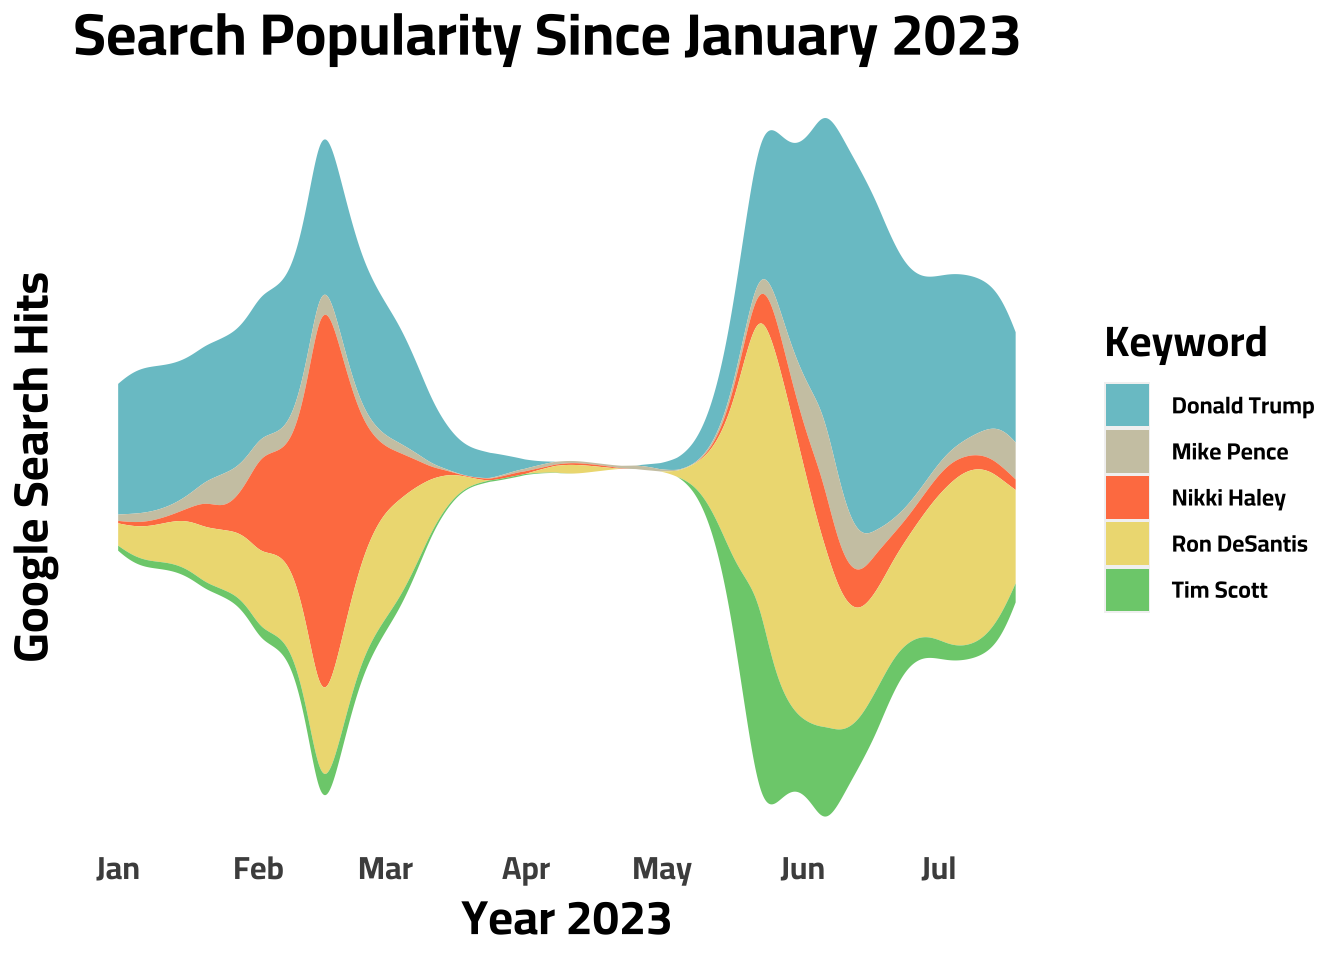 Search Popularity Since January 2023
Google Search Hits
Keyword
Donald Trump
Mike Pence
Nikki Haley
Ron DeSantis
Tim Scott
Jan Feb Mar Apr May Jun Jul
Year 2023